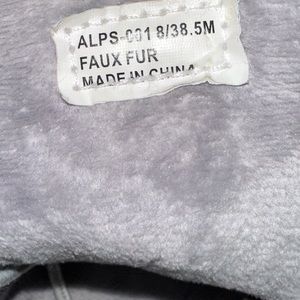 ALPS-001 8/38.5M
FAUX FUR
MADE IN CHINA